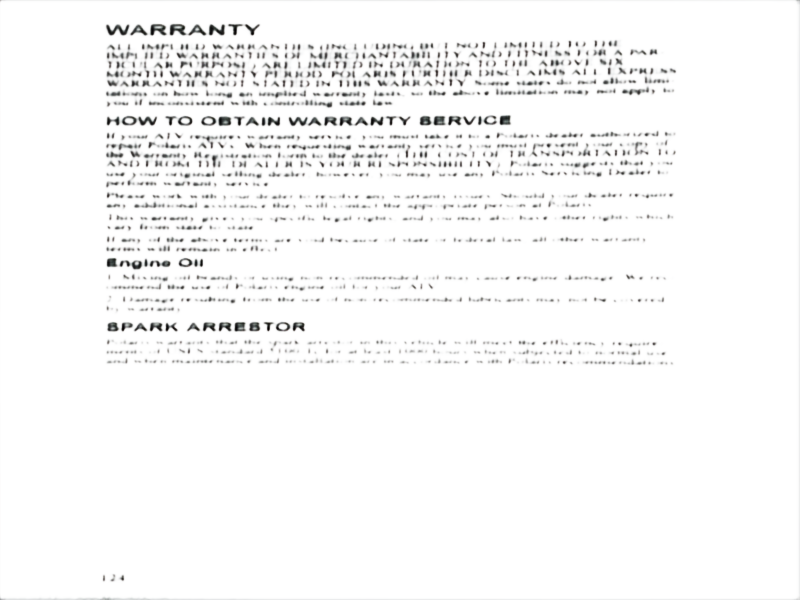 WARRANTY
ALL IMPLIED WARRANTIES (INCLUDING BUT NOT LIMITED TO THE
IMPLIED WARRANTIES OF MERCHANTABILITY AND FITNESS FOR A PAR
TICULAR PURPOSE) ARE LIMITED IN DURATION TO THE ABOVE SIX
MONTH WARRANTY PERIOD. POLARIS FURTHER DISCLAIMS ALL EXPRESS
WARRANTIES NOT STATED IN THIS WARRANTY. Some states do not allow limi-
tations on how long an implied warranty lasts, so the above limitation may not apply to
you if inconsistent with controlling state law.
HOW TO OBTAIN WARRANTY SERVICE
If your ATV requires warranty service, you must take it to a Polaris dealer authorized to
repair Polaris ATVs. When requesting warranty service you must present your copy of
the Warranty Registration form to the dealer. (THE COST OF TRANSPORTATION TO
AND FROM THE DEALER IS YOUR RESPONSIBILITY). Polaris suggests that you
use your original selling dealer; however, you may use any Polaris Servicing Dealer to
perform warranty service.
Please work with your dealer to resolve any warranty issues. Should your dealer require
any additional assistance they will contact the appropriate person at Polaris.
This warranty gives you specific legal rights, and you may also have other rights which
vary from state to state.
If any of the above terms are void because of state or federal law, all other warranty
terms will remain in effect.
Engine Oil
1. Mixing oil brands or using non-recommended oil may cause engine damage. We rec-
ommend the use of Polaris engine oil for your ATV.
2. Damage resulting from the use of non-recommended lubricants may not be covered
by warranty.
SPARK ARRESTOR
Polaris warrants that the spark arrestor in this vehicle will meet the efficiency require-
ments of USFS standard 5100-1c for at least 1000 hours when subjected to normal use
and when maintenance and installation are in accordance with Polaris recommendations.
124